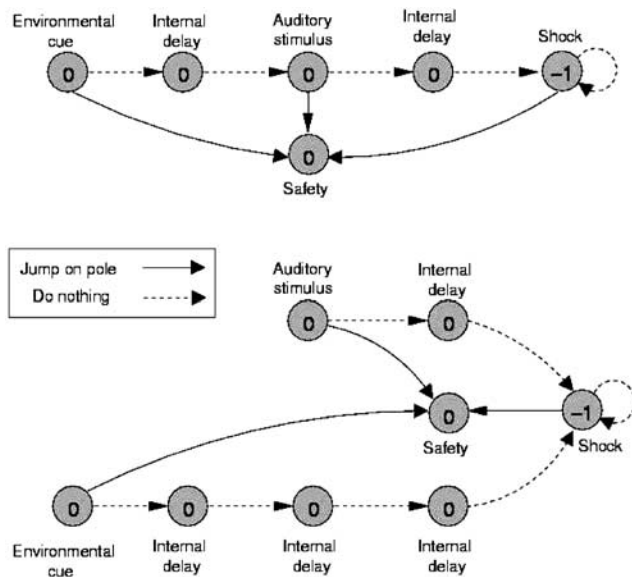 Environmental
cue
Internal
delay
Auditory
stimulus
Internal
delay
Shock
0
0
0
0
−1
0
Safety
Jump on pole
Do nothing
Auditory
stimulus
Internal
delay
0
0
0
−1
Safety
Shock
0
0
0
0
Environmental
cue
Internal
delay
Internal
delay
Internal
delay